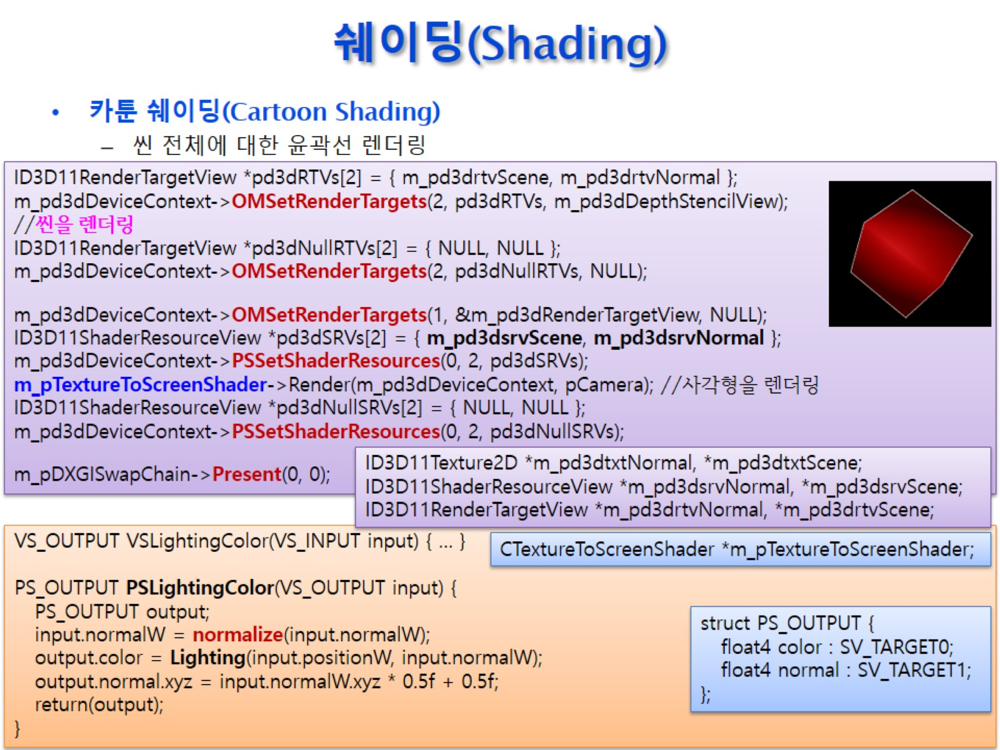 쉐이딩(Shading)
• 카툰 쉐이딩(Cartoon Shading)
– 씬 전체에 대한 윤곽선 렌더링
ID3D11RenderTargetView *pd3dRTVs[2] = { m_pd3drtvScene, m_pd3drtvNormal };
m_pd3dDeviceContext->OMSetRenderTargets(2, pd3dRTVs, m_pd3dDepthStencilView);
//씬을 렌더링
ID3D11RenderTargetView *pd3dNullRTVs[2] = { NULL, NULL };
m_pd3dDeviceContext->OMSetRenderTargets(2, pd3dNullRTVs, NULL);
m_pd3dDeviceContext->OMSetRenderTargets(1, &m_pd3dRenderTargetView, NULL);
ID3D11ShaderResourceView *pd3dSRVs[2] = { m_pd3dsrvScene, m_pd3dsrvNormal };
m_pd3dDeviceContext->PSSetShaderResources(0, 2, pd3dSRVs);
m_pTextureToScreenShader->Render(m_pd3dDeviceContext, pCamera); //사각형을 렌더링
ID3D11ShaderResourceView *pd3dNullSRVs[2] = { NULL, NULL };
m_pd3dDeviceContext->PSSetShaderResources(0, 2, pd3dNullSRVs);
m_pDXGISwapChain->Present(0, 0);
ID3D11Texture2D *m_pd3dtxtNormal, *m_pd3dtxtScene;
ID3D11ShaderResourceView *m_pd3dsrvNormal, *m_pd3dsrvScene;
ID3D11RenderTargetView *m_pd3drtvNormal, *m_pd3drtvScene;
VS_OUTPUT VSLightingColor(VS_INPUT input) { ... }
CTextureToScreenShader *m_pTextureToScreenShader;
PS_OUTPUT PSLightingColor(VS_OUTPUT input) {
PS_OUTPUT output;
input.normalW = normalize(input.normalW);
output.color = Lighting(input.positionW, input.normalW);
output.normal.xyz = input.normalW.xyz * 0.5f + 0.5f;
return(output);
}
struct PS_OUTPUT {
float4 color : SV_TARGET0;
float4 normal : SV_TARGET1;
};